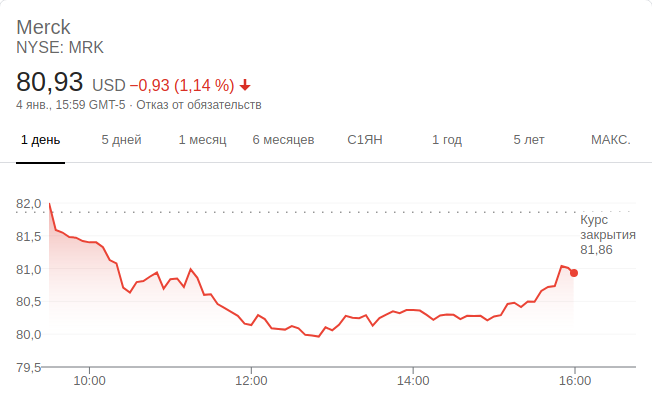 Merck
NYSE: MRK
80,93 USD −0,93 (1,14 %)
4 янв., 15:59 GMT-5 · Отказ от обязательств
1 день 5 дней 1 месяц 6 месяцев С1ЯН 1 год 5 лет МАКС.
82,0
81,5
81,0
80,5
80,0
79,5
Курс
закрытия
81,86
10:00 12:00 14:00 16:00